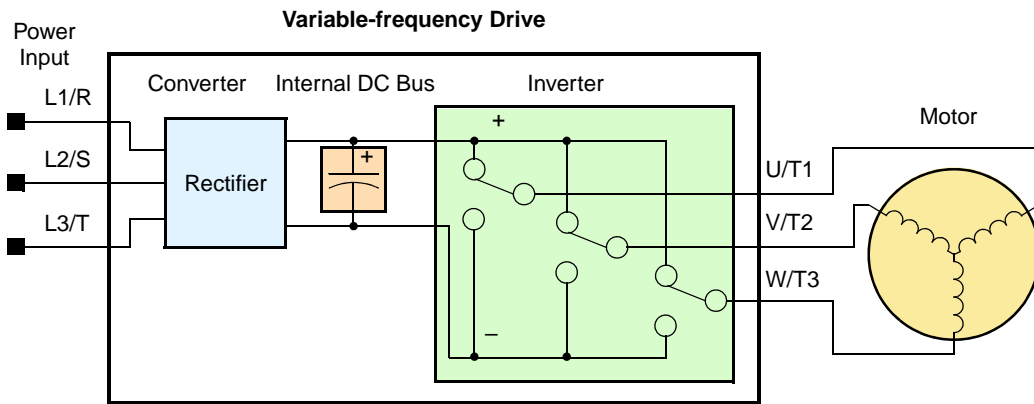 Variable-frequency Drive
Power
Input
Converter
Internal DC Bus
Inverter
Motor
L1/R
L2/S
L3/T
Rectifier
+
+
–
U/T1
V/T2
W/T3